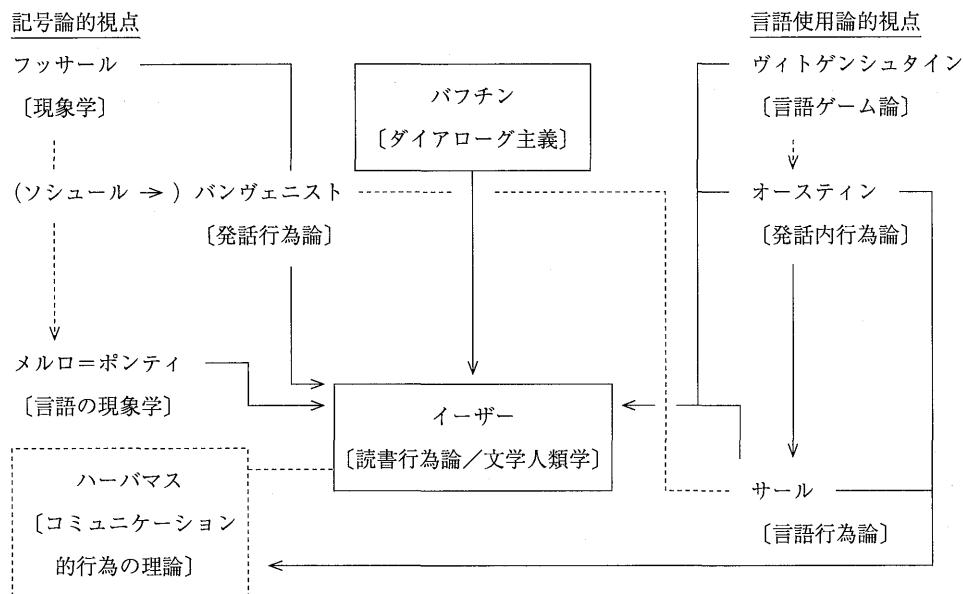 記号論的視点
言語使用論的視点
フッサール
ヴィトゲンシュタイン
〔現象学〕
バフチン
〔ダイアローグ主義〕
〔言語ゲーム論〕
(ソシュール → ) バンヴェニスト
オースティン
〔発話行為論〕
〔発話内行為論〕
メルロ=ポンティ
〔言語の現象学〕
イーザー
〔読書行為論/文学人類学〕
ハーバマス
〔コミュニケーション
的行為の理論〕
サール
〔言語行為論〕